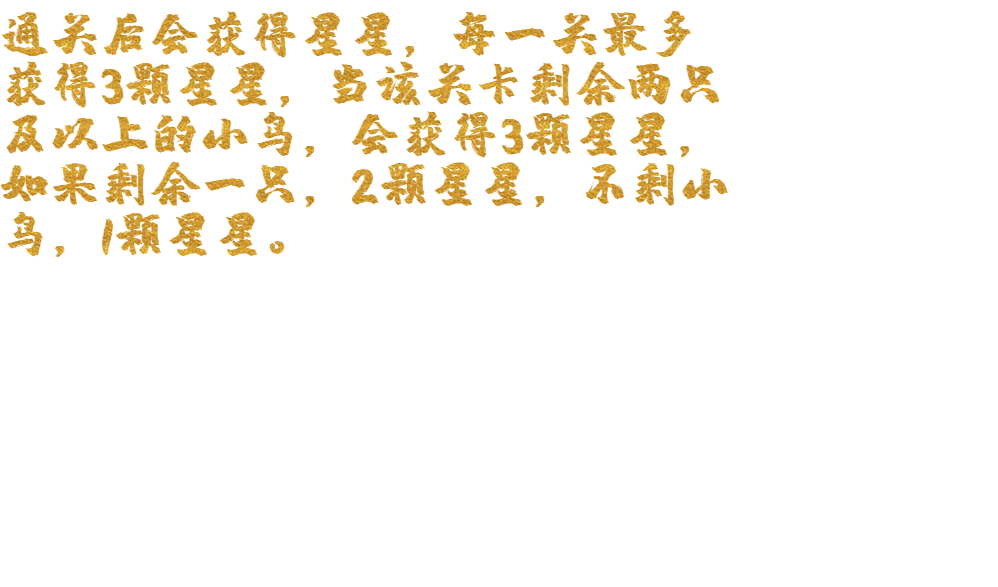 通关后会获得星星，每一关最多
获得3颗星星，当该关卡剩余两只
及以上的小鸟，会获得3颗星星，
如果剩余一只，2颗星星，不剩小
鸟，1颗星星。